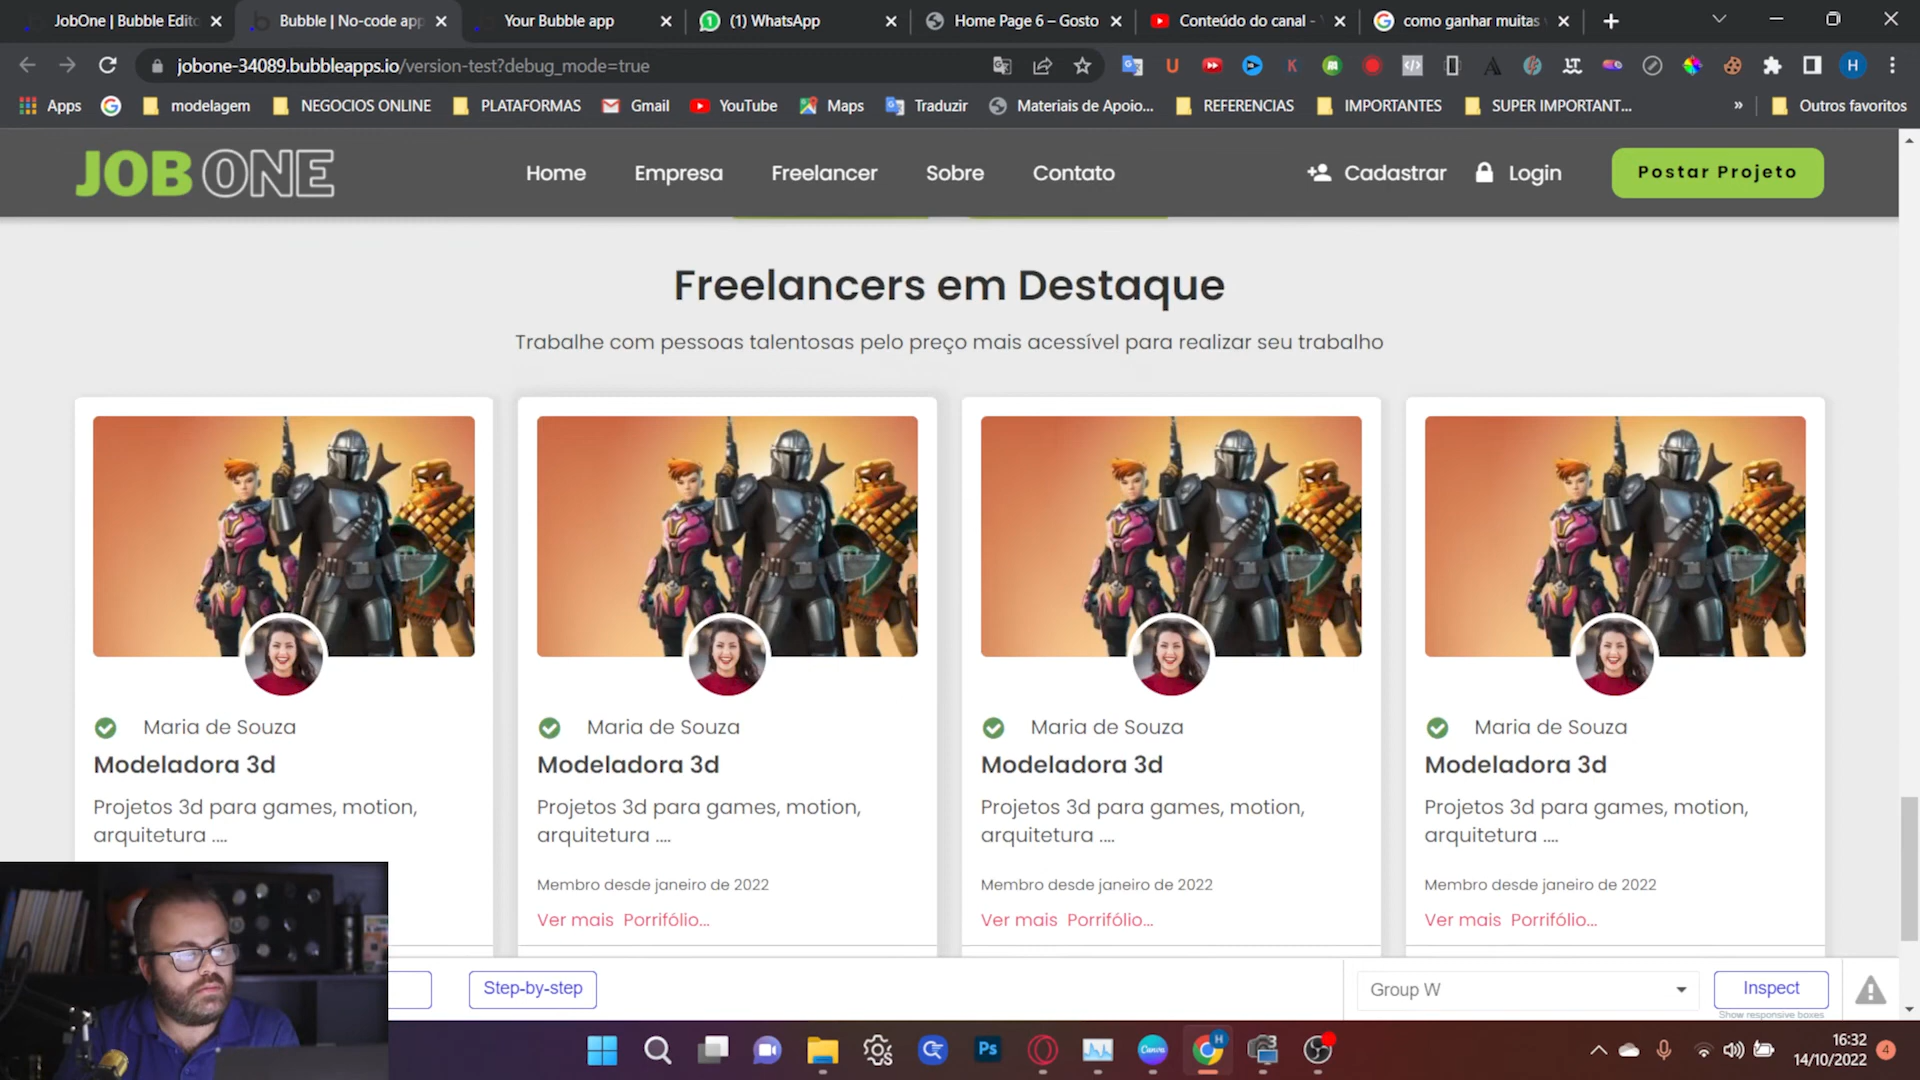 JobOne | Bubble Edito
Bubble | No-code app
Your Bubble app
(1) WhatsApp
Home Page 6 – Gosto
Conteúdo do canal -
como ganhar muitas
jobone-34089.bubbleapps.io/version-test?debug_mode=true
Apps
modelagem
NEGOCIOS ONLINE
PLATAFORMAS
Gmail
YouTube
Maps
Traduzir
Materiais de Apoio...
REFERENCIAS
IMPORTANTES
SUPER IMPORTANT...
»
Outros favoritos
JOB ONE
Home
Empresa
Freelancer
Sobre
Contato
Cadastrar
Login
Postar Projeto
Freelancers em Destaque
Trabalhe com pessoas talentosas pelo preço mais acessível para realizar seu trabalho
Maria de Souza
Modeladora 3d
Projetos 3d para games, motion,
arquitetura ....
Maria de Souza
Modeladora 3d
Projetos 3d para games, motion,
arquitetura ....
Membro desde janeiro de 2022
Ver mais Porrifólio...
Maria de Souza
Modeladora 3d
Projetos 3d para games, motion,
arquitetura ....
Membro desde janeiro de 2022
Ver mais Porrifólio...
Maria de Souza
Modeladora 3d
Projetos 3d para games, motion,
arquitetura ....
Membro desde janeiro de 2022
Ver mais Porrifólio...
Step-by-step
Group W
Inspect
Show responsive boxes
Ps
Canva
H
16:32
14/10/2022
4